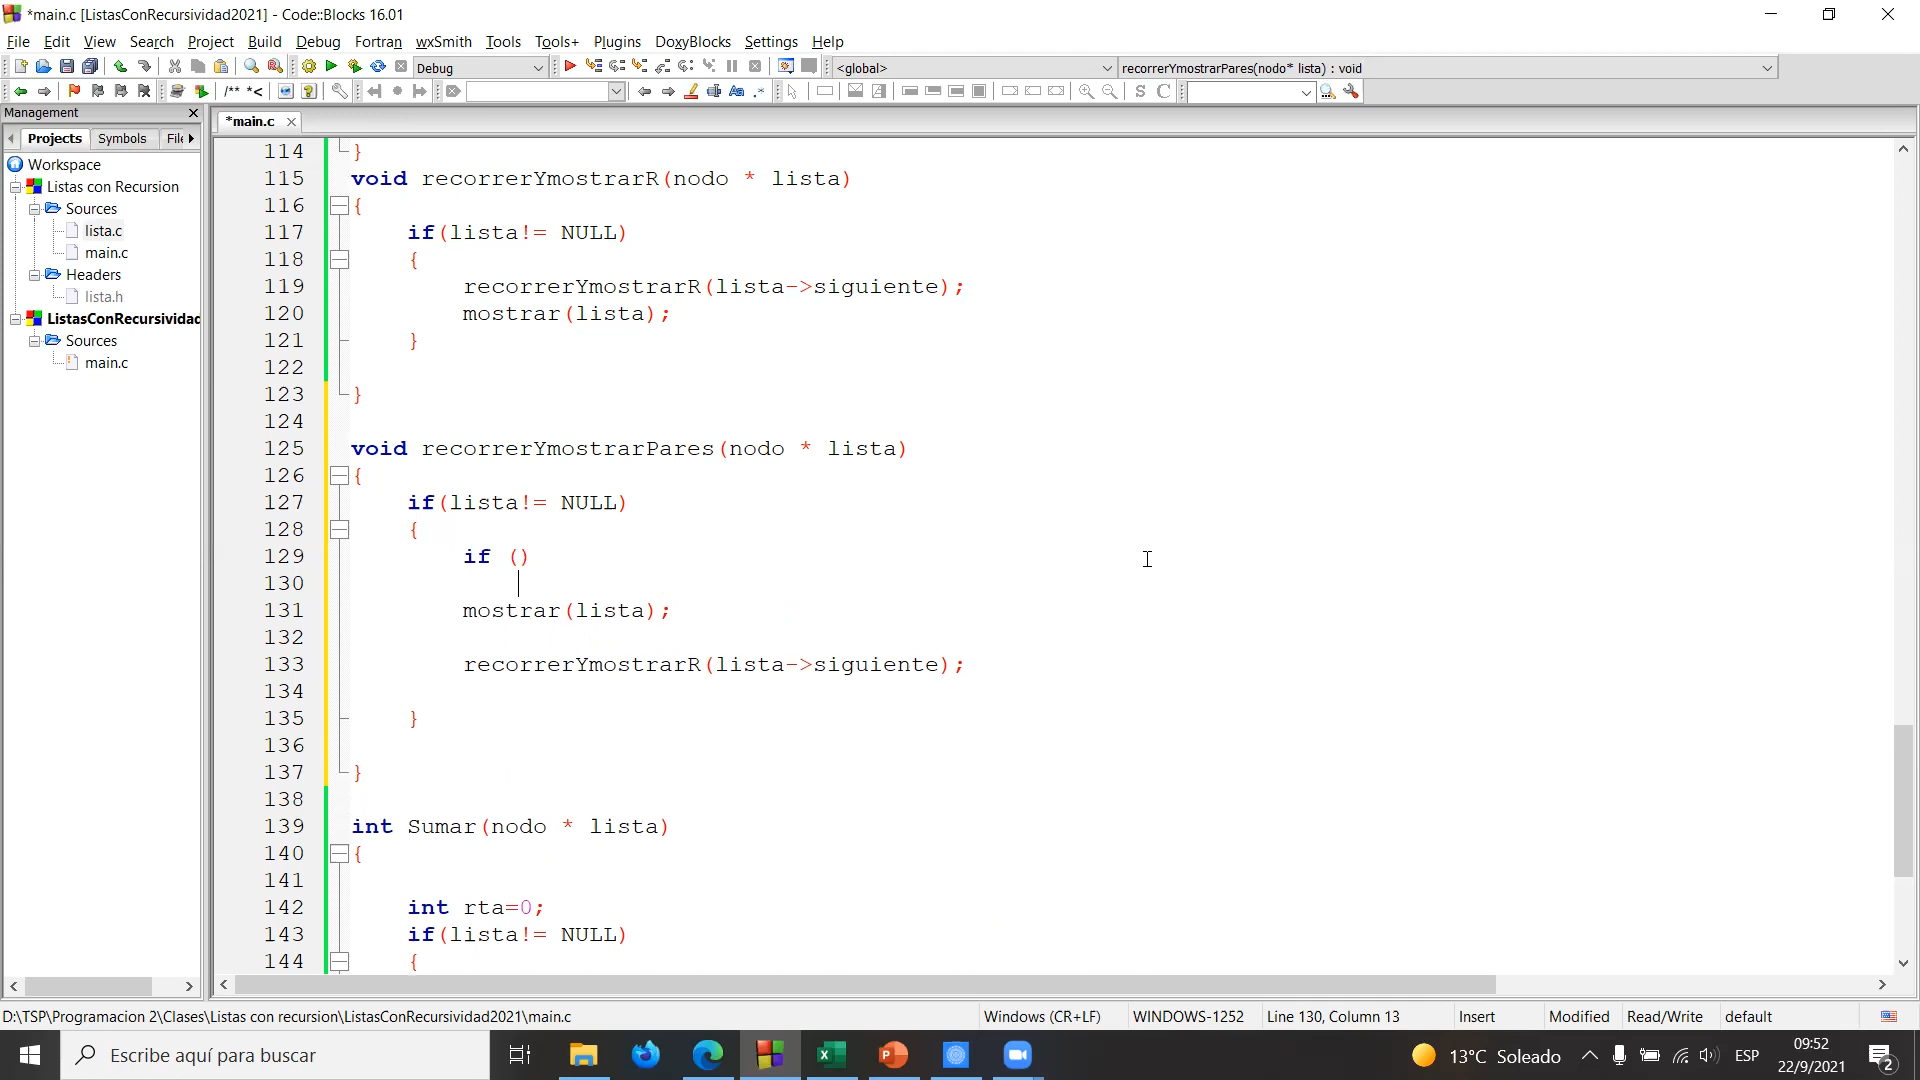 *main.c [ListasConRecursividad2021] - Code::Blocks 16.01
File Edit View Search Project Build Debug Fortran wxSmith Tools Tools+ Plugins DoxyBlocks Settings Help
Debug <global> recorrerYmostrarPares(nodo* lista) : void
/** *<
Management
*main.c
Projects Symbols File
Workspace
Listas con Recursion
Sources
lista.c
main.c
Headers
lista.h
ListasConRecursividad
Sources
main.c
114 }
115 void recorrerYmostrarR(nodo * lista)
116 {
117 if(lista!= NULL)
118 {
119 recorrerYmostrarR(lista->siguiente);
120 mostrar(lista);
121 }
122
123 }
124
125 void recorrerYmostrarPares(nodo * lista)
126 {
127 if(lista!= NULL)
128 {
129 if ()
130
131 mostrar(lista);
132
133 recorrerYmostrarR(lista->siguiente);
134
135 }
136
137 }
138
139 int Sumar(nodo * lista)
140 {
141
142 int rta=0;
143 if(lista!= NULL)
144 {
D:\TSP\Programacion 2\Clases\Listas con recursion\ListasConRecursividad2021\main.c Windows (CR+LF) WINDOWS-1252 Line 130, Column 13 Insert Modified Read/Write default
Escribe aquí para buscar
13°C Soleado
ESP
09:52
22/9/2021
2